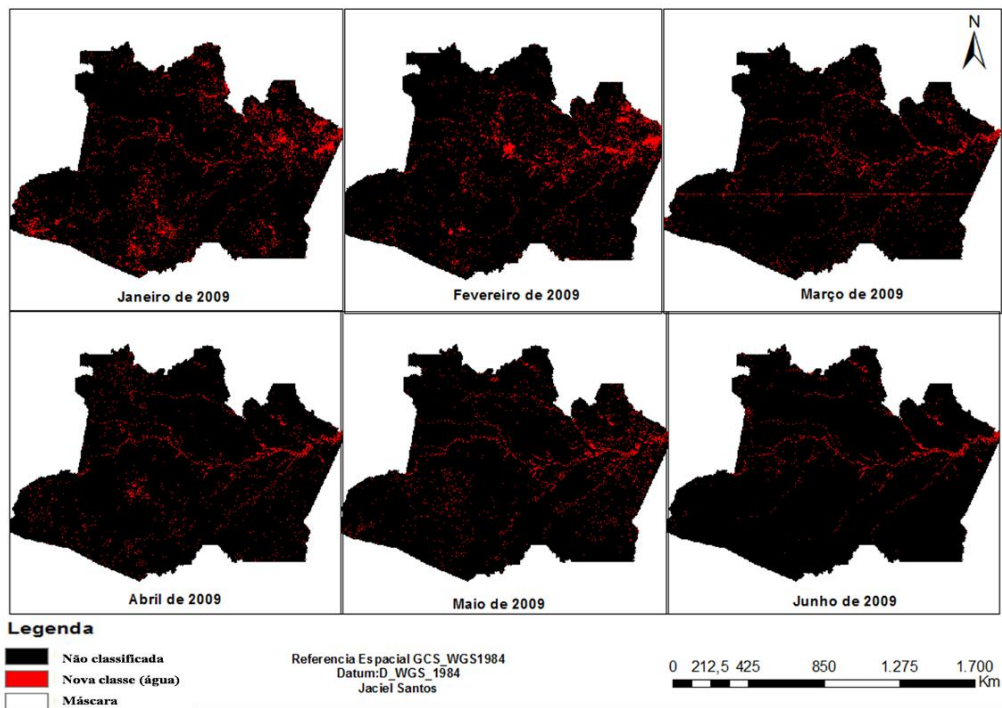 N
Janeiro de 2009
Fevereiro de 2009
Março de 2009
Abril de 2009
Maio de 2009
Junho de 2009
Legenda
Não classificada
Nova classe (água)
Máscara
Referencia Espacial GCS_WGS1984
Datum:D_WGS_1984
Jaciel Santos
0 212,5 425 850 1.275 1.700
Km